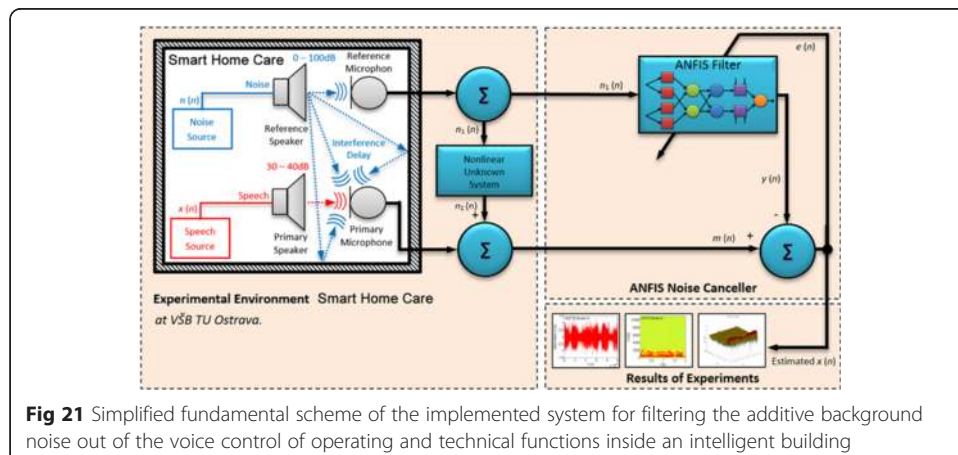 Smart Home Care
0 – 100dB
Reference
Microphon
n (n)
Noise
Noise
Source
Reference
Speaker
Interference
Delay
30 – 40dB
x (n)
Speech
Speech
Source
Primary
Speaker
Primary
Microphone
Experimental Environment Smart Home Care
at VŠB TU Ostrava.
Σ
n₁ (n)
Nonlinear
Unknown
System
n₂ (n)
+
Σ
n₁ (n)
ANFIS Filter
e (n)
y (n)
-
m (n)
+
Σ
ANFIS Noise Canceller
Estimated x (n)
Results of Experiments
Fig 21 Simplified fundamental scheme of the implemented system for filtering the additive background
noise out of the voice control of operating and technical functions inside an intelligent building